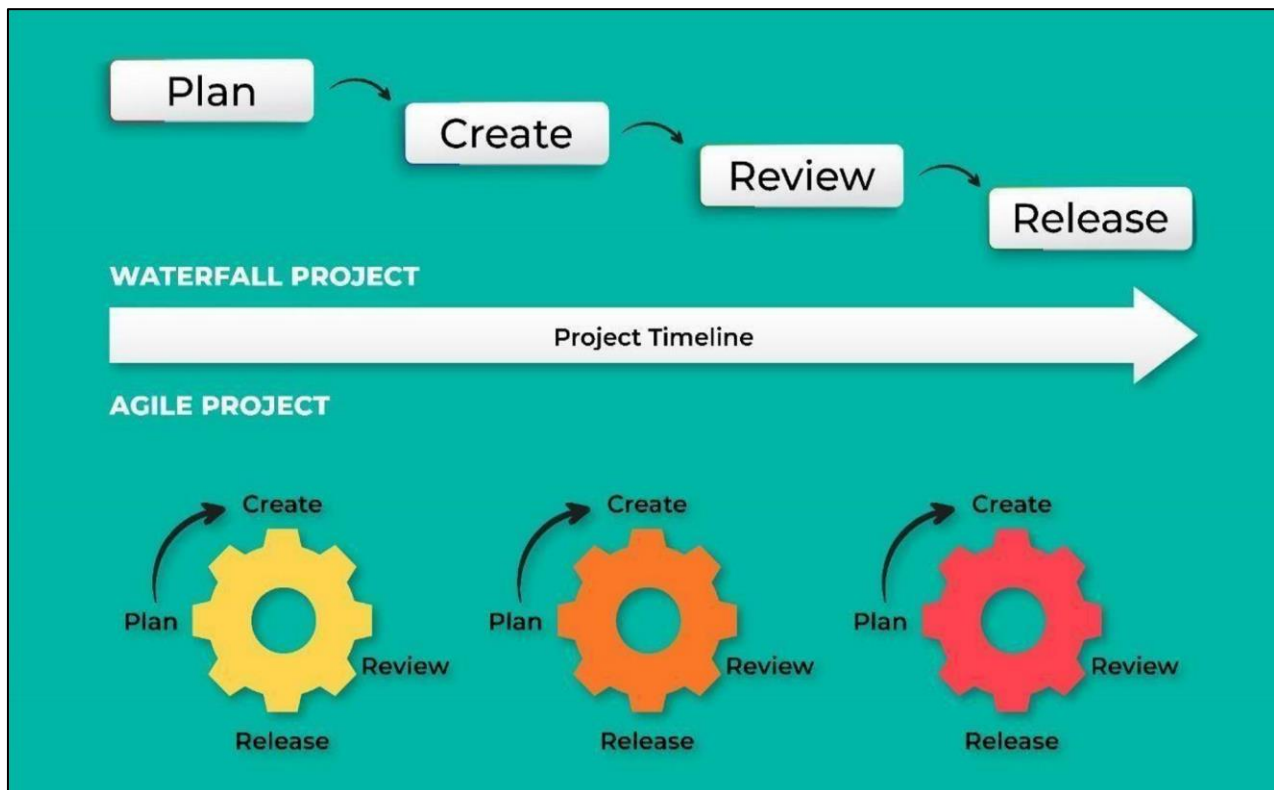 Plan
Create
Review
Release
WATERFALL PROJECT
Project Timeline
AGILE PROJECT
Create
Plan
Review
Release
Create
Plan
Review
Release
Create
Plan
Review
Release